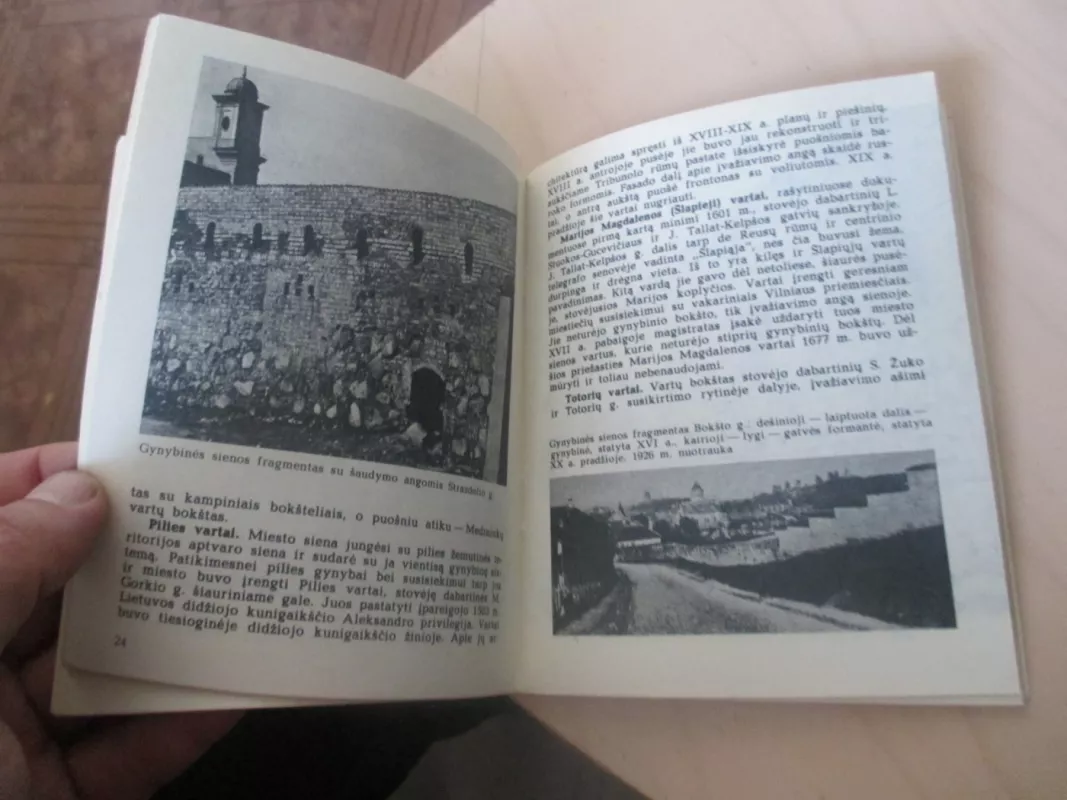 Gynybinės sienos fragmentas su šaudymo angomis Strazdelio g.
tas su kampiniais bokšteliais, o puošniu atiku — Medininkų
vartų bokštas.
Pilies vartai. Miesto siena jungėsi su pilies žemutinės te-
ritorijos aptvaro siena ir sudarė su ja vientisą gynybinę sis-
temą. Patikimesnei pilies gynybai bei susisiekimui tarp jos
ir miesto buvo įrengti Pilies vartai, stovėję dabartinės M.
Gorkio g. šiauriniame gale. Juos pastatyti įpareigojo 1503 m.
Lietuvos didžiojo kunigaikščio Aleksandro privilegija. Vartai
buvo tiesioginėje didžiojo kunigaikščio žinioje. Apie jų ar-
24
chitektūrą galima spręsti iš XVIII-XIX a. planų ir piešinių.
XVIII a. antrojoje pusėje jie buvo jau rekonstruoti ir tri-
aukščiame Tribunolo rūmų pastate išsiskyrė puošniomis ba-
roko formomis. Fasado dalį apie įvažiavimo angą skaidė rus-
tai, o antrą aukštą puošė frontonas su voliutomis. XIX a.
pradžioje šie vartai nugriauti.
Marijos Magdalenos (Šlapieji) vartai, rašytiniuose doku-
mentuose pirmą kartą minimi 1601 m., stovėjo dabartinių L.
Stuokos-Gucevičiaus ir J. Tallat-Kelpšos gatvių sankryžoje.
J. Tallat-Kelpšos g. dalis tarp de Reusų rūmų ir centrinio
telegrafo senovėje vadinta „Šlapiąja", nes čia buvusi žema,
durpinga ir drėgna vieta. Iš to yra kilęs ir Šlapiųjų vartų
pavadinimas. Kitą vardą jie gavo dėl netoliese, šiaurės pusė-
je, stovėjusios Marijos koplyčios. Vartai įrengti geresniam
miestiečių susisiekimui su vakariniais Vilniaus priemiesčiais.
Jie neturėjo gynybinio bokšto, tik įvažiavimo angą sienoje.
XVII a. pabaigoje magistratas įsakė uždaryti tuos miesto
sienos vartus, kurie neturėjo stiprių gynybinių bokštų. Dėl
šios priežasties Marijos Magdalenos vartai 1677 m. buvo už-
mūryti ir toliau nebenaudojami.
Totorių vartai. Vartų bokštas stovėjo dabartinių S. Žuko
ir Totorių g. susikirtimo rytinėje dalyje, įvažiavimo ašimi
Gynybinės sienos fragmentas Bokšto g.: dešinioji — laiptuota dalis —
gynybinė, statyta XVI a., kairioji — lygi — gatvės formantė, statyta
XX a. pradžioje. 1926 m. nuotrauka